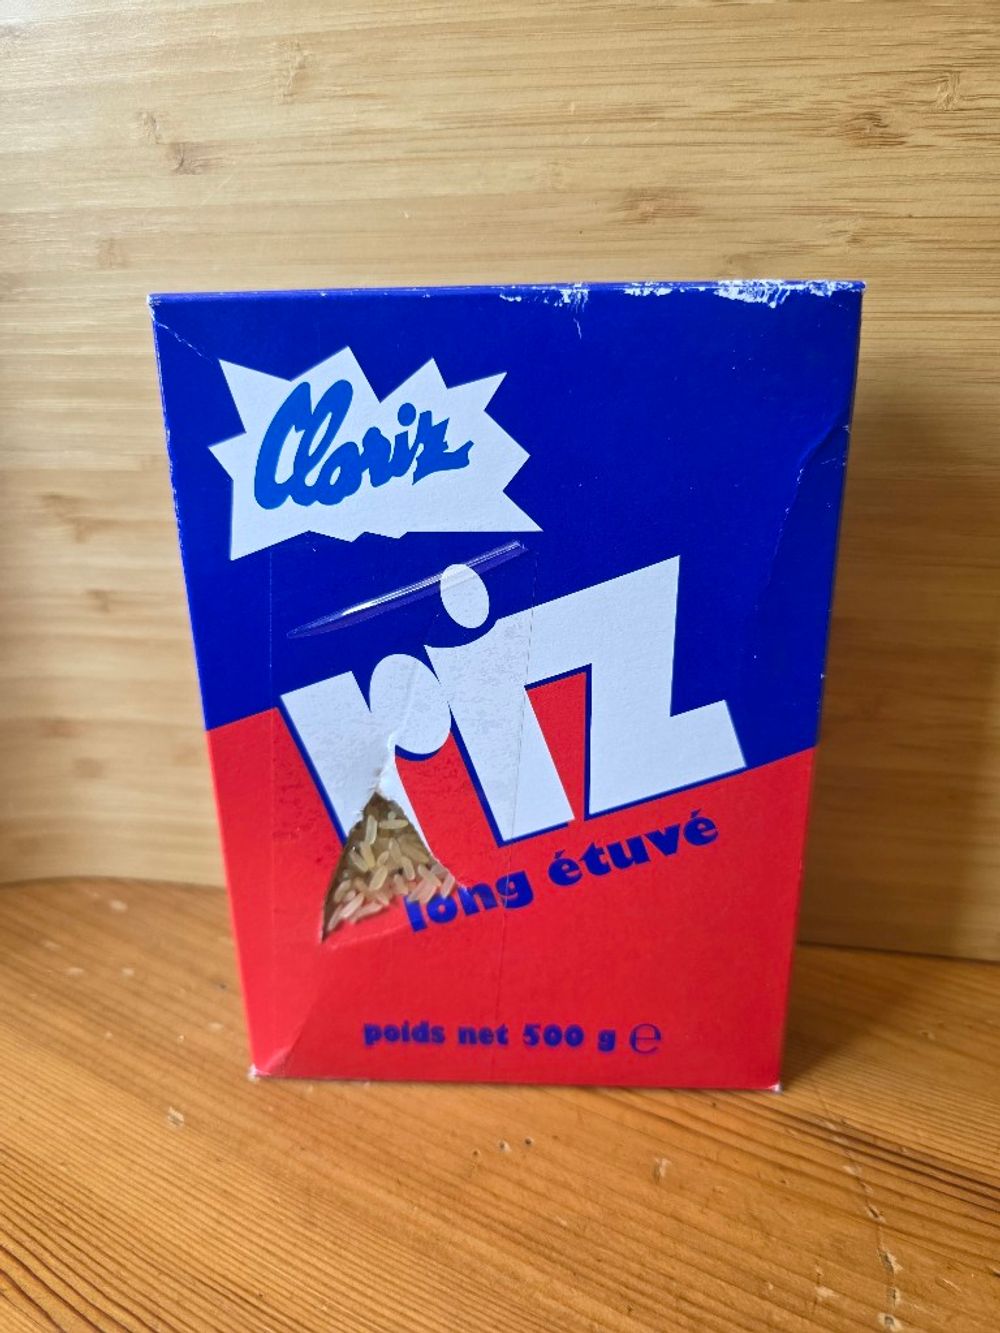 Cloriz
riz
long étuvé
poids net 500 g ℮